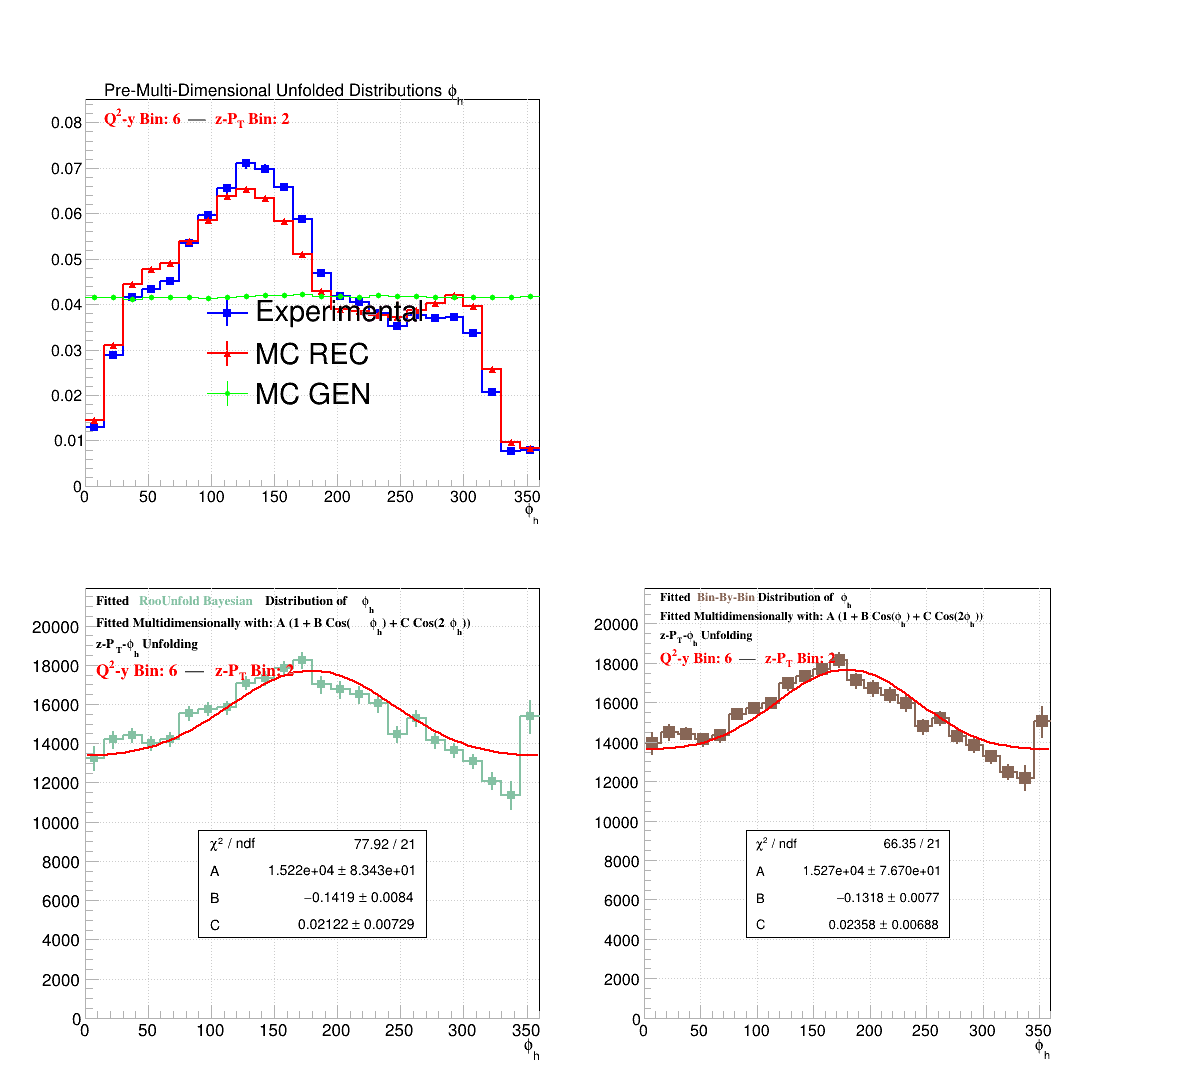 Pre-Multi-Dimensional Unfolded Distributions ϕh
Q²-y Bin: 6 — z-PT Bin: 2
0.08
0.07
0.06
0.05
0.04
0.03
0.02
0.01
0
Experimental
MC REC
MC GEN
0 50 100 150 200 250 300 350
ϕh
Fitted RooUnfold Bayesian Distribution of ϕh
Fitted Multidimensionally with: A (1 + B Cos( ϕh) + C Cos(2 ϕh))
z-PT-ϕh Unfolding
Q²-y Bin: 6 — z-PT Bin: 2
20000
18000
16000
14000
12000
10000
8000
6000
4000
2000
0
χ² / ndf 77.92 / 21
A 1.522e+04 ± 8.343e+01
B −0.1419 ± 0.0084
C 0.02122 ± 0.00729
0 50 100 150 200 250 300 350
ϕh
Fitted Bin-By-Bin Distribution of ϕh
Fitted Multidimensionally with: A (1 + B Cos(ϕh) + C Cos(2ϕh))
z-PT-ϕh Unfolding
Q²-y Bin: 6 — z-PT Bin: 2
20000
18000
16000
14000
12000
10000
8000
6000
4000
2000
0
χ² / ndf 66.35 / 21
A 1.527e+04 ± 7.670e+01
B −0.1318 ± 0.0077
C 0.02358 ± 0.00688
0 50 100 150 200 250 300 350
ϕh